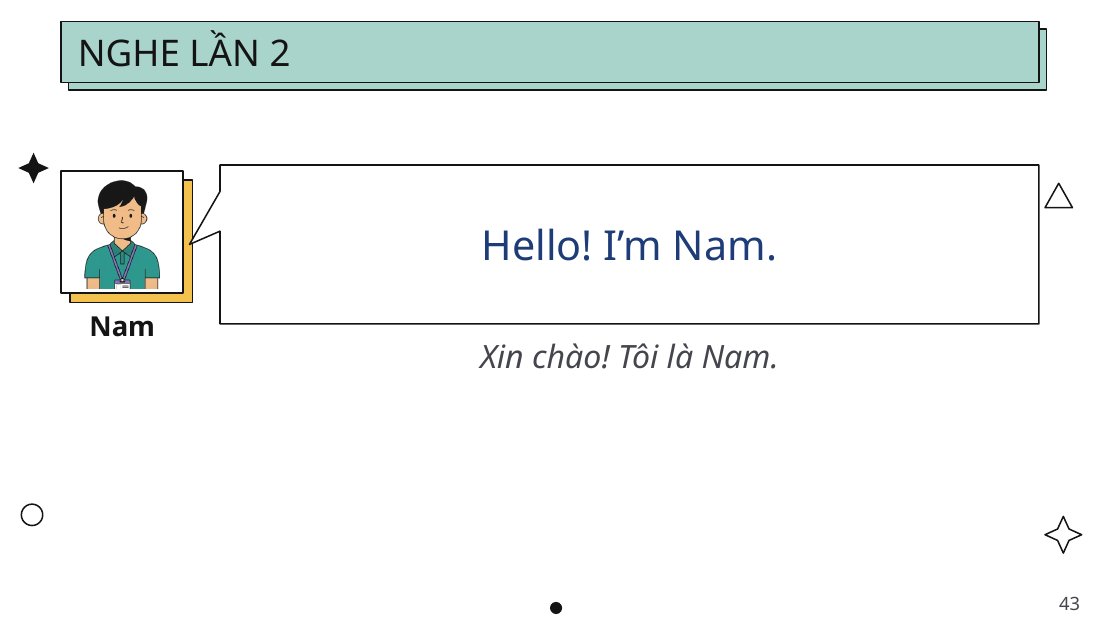 NGHE LẦN 2
Hello! I’m Nam.
Nam
Xin chào! Tôi là Nam.
43